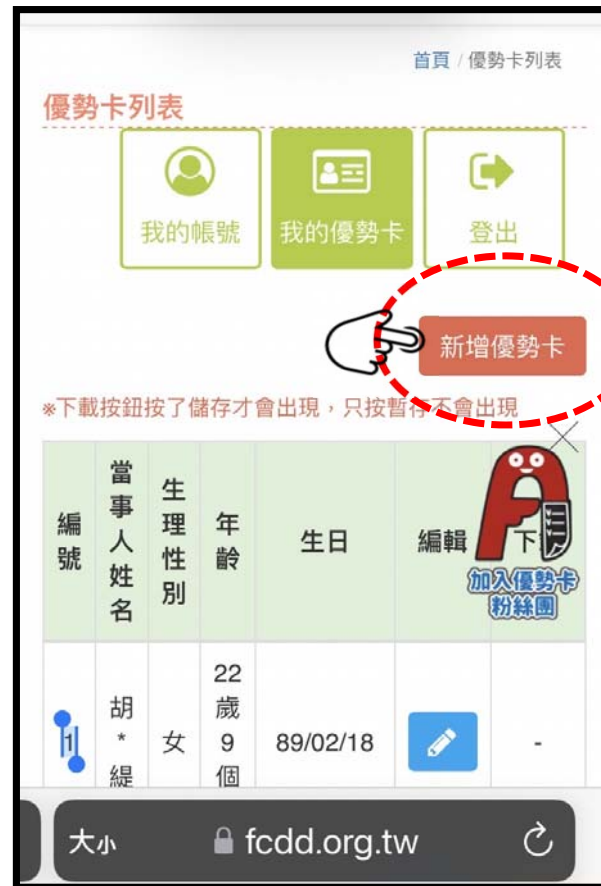 首頁 / 優勢卡列表
優勢卡列表
我的帳號
我的優勢卡
登出
新增優勢卡
※下載按鈕按了儲存才會出現，只按暫存不會出現
編號
當事人姓名
生理性別
年齡
生日
編輯
下
加入優勢卡
粉絲團
1
胡*緹
女
22歲9個
89/02/18
-
大小
fcdd.org.tw